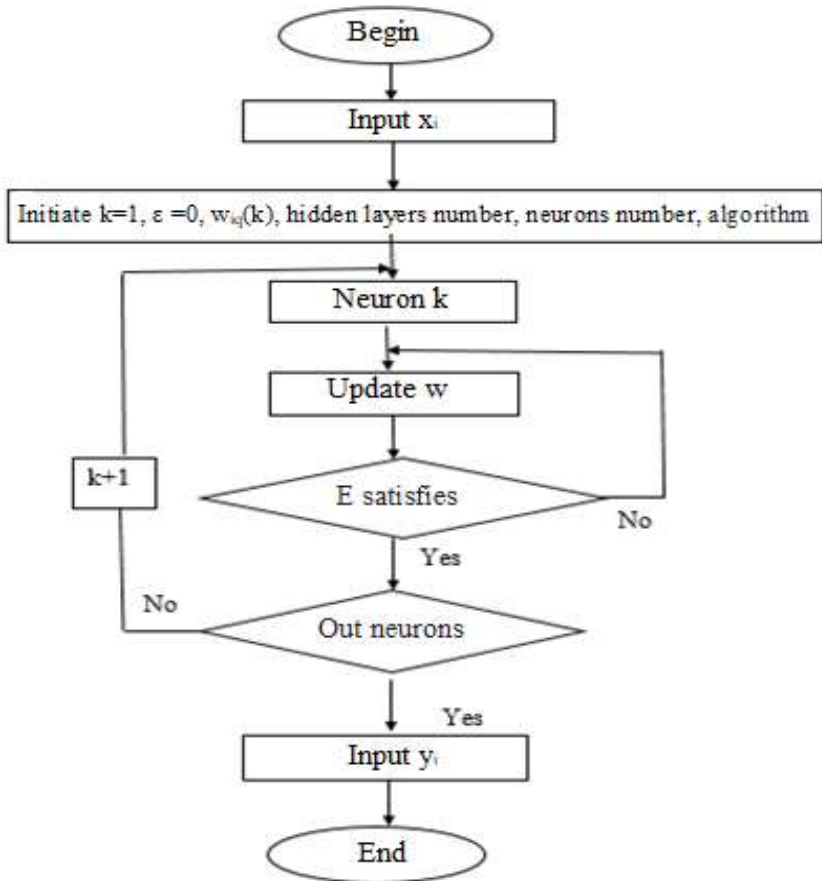 Begin
Input xᵢ
Initiate k=1, ε =0, wᵢⱼ(k), hidden layers number, neurons number, algorithm
Neuron k
Update w
k+1
E satisfies
No
Yes
No
Out neurons
Yes
Input yᵢ
End